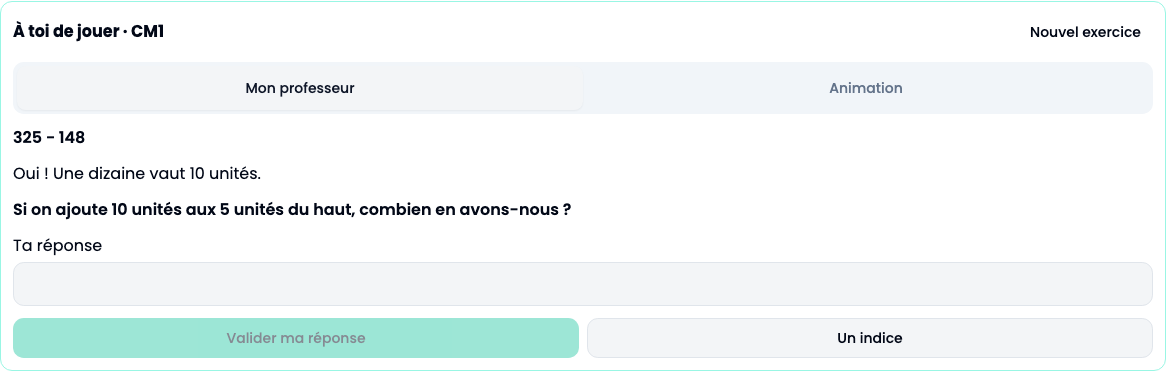 À toi de jouer · CM1
Nouvel exercice
Mon professeur
Animation
325 - 148
Oui ! Une dizaine vaut 10 unités.
Si on ajoute 10 unités aux 5 unités du haut, combien en avons-nous ?
Ta réponse
Valider ma réponse
Un indice